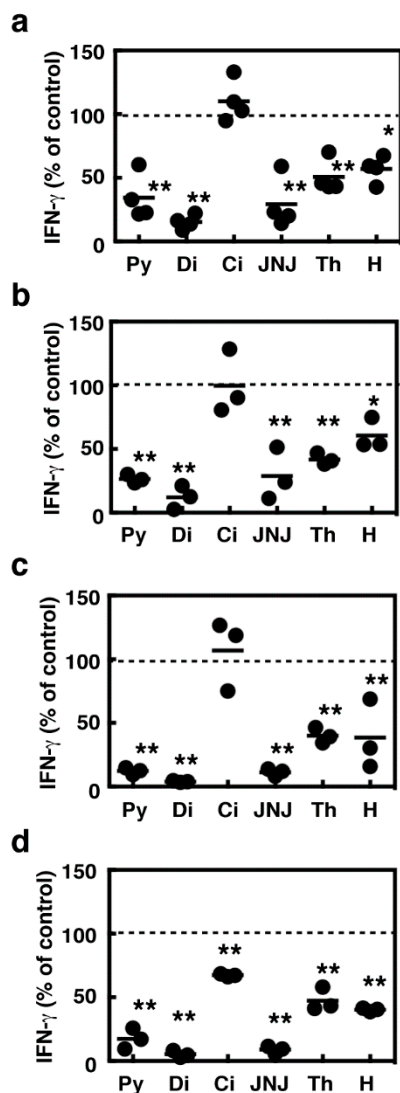 a
IFN-γ (% of control)
150
100
50
0
** ** ** ** *
Py Di Ci JNJ Th H
b
IFN-γ (% of control)
150
100
50
0
** ** ** ** *
Py Di Ci JNJ Th H
c
IFN-γ (% of control)
150
100
50
0
** ** ** ** **
Py Di Ci JNJ Th H
d
IFN-γ (% of control)
150
100
50
0
** ** ** ** ** **
Py Di Ci JNJ Th H